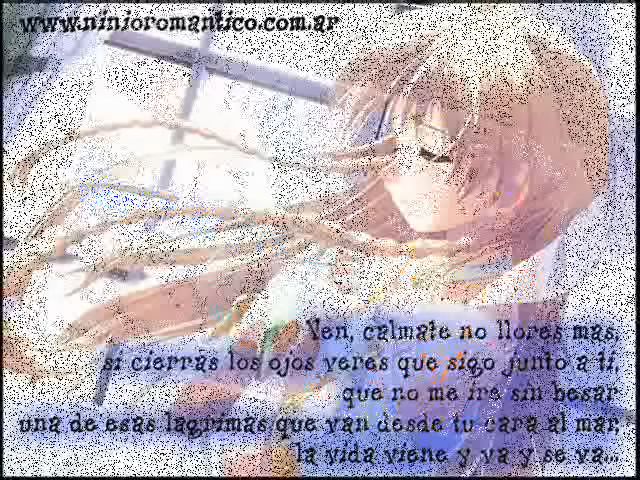 www.ninioromantico.com.ar
Ven, calmate no llores mas,
si cierras los ojos veres que sigo junto a ti,
que no me ire sin besar
una de esas lagrimas que van desde tu cara al mar,
la vida viene y va y se va...